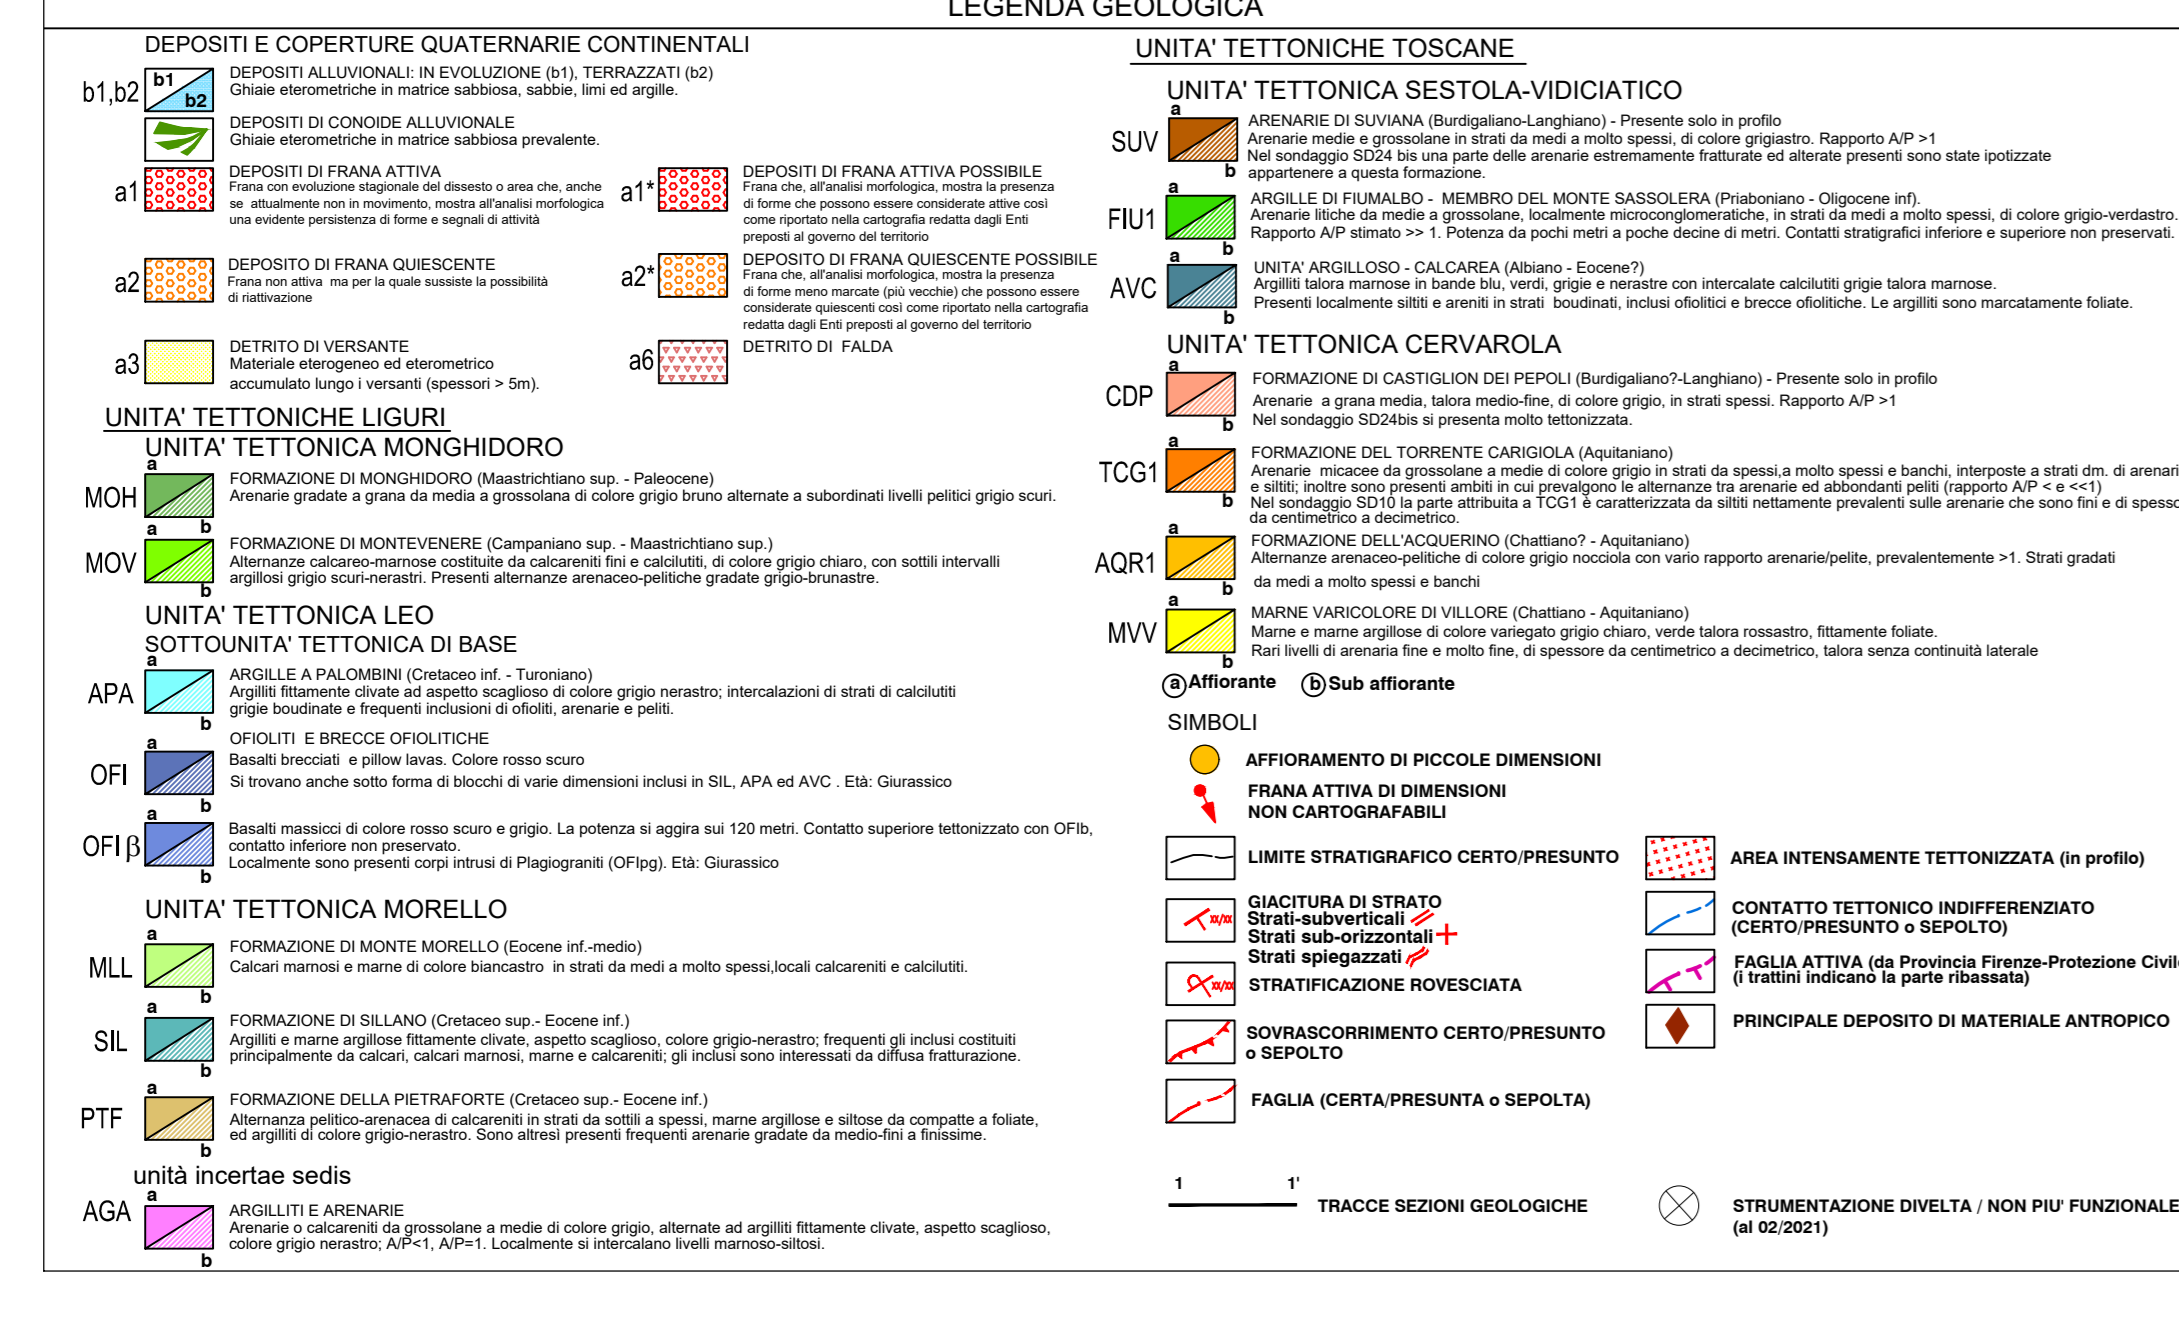 LEGENDA GEOLOGICA
DEPOSITI E COPERTURE QUATERNARIE CONTINENTALI
b1,b2
b1
b2
DEPOSITI ALLUVIONALI: IN EVOLUZIONE (b1), TERRAZZATI (b2)
Ghiaie eterometriche in matrice sabbiosa, sabbie, limi ed argille.
DEPOSITI DI CONOIDE ALLUVIONALE
Ghiaie eterometriche in matrice sabbiosa prevalente.
a1
DEPOSITI DI FRANA ATTIVA
Frana con evoluzione stagionale del dissesto o area che, anche
se attualmente non in movimento, mostra all'analisi morfologica
una evidente persistenza di forme e segnali di attività
a1*
DEPOSITI DI FRANA ATTIVA POSSIBILE
Frana che, all'analisi morfologica, mostra la presenza
di forme che possono essere considerate attive così
come riportato nella cartografia redatta dagli Enti
preposti al governo del territorio
a2
DEPOSITO DI FRANA QUIESCENTE
Frana non attiva ma per la quale sussiste la possibilità
di riattivazione
a2*
DEPOSITO DI FRANA QUIESCENTE POSSIBILE
Frana che, all'analisi morfologica, mostra la presenza
di forme meno marcate (più vecchie) che possono essere
considerate quiescenti così come riportato nella cartografia
redatta dagli Enti preposti al governo del territorio
a3
DETRITO DI VERSANTE
Materiale eterogeneo ed eterometrico
accumulato lungo i versanti (spessori > 5m).
a6
DETRITO DI FALDA
UNITA' TETTONICHE LIGURI
UNITA' TETTONICA MONGHIDORO
a
MOH
b
FORMAZIONE DI MONGHIDORO (Maastrichtiano sup. - Paleocene)
Arenarie gradate a grana da media a grossolana di colore grigio bruno alternate a subordinati livelli pelitici grigio scuri.
a
MOV
b
FORMAZIONE DI MONTEVENERE (Campaniano sup. - Maastrichtiano sup.)
Alternanze calcareo-marnose costituite da calcareniti fini e calcilutiti, di colore grigio chiaro, con sottili intervalli
argillosi grigio scuri-nerastri. Presenti alternanze arenaceo-pelitiche gradate grigio-brunastre.
UNITA' TETTONICA LEO
SOTTOUNITA' TETTONICA DI BASE
a
APA
b
ARGILLE A PALOMBINI (Cretaceo inf. - Turoniano)
Argilliti fittamente clivate ad aspetto scaglioso di colore grigio nerastro; intercalazioni di strati di calcilutiti
grigie boudinate e frequenti inclusioni di ofioliti, arenarie e peliti.
a
OFI
b
OFIOLITI E BRECCE OFIOLITICHE
Basalti brecciati e pillow lavas. Colore rosso scuro
Si trovano anche sotto forma di blocchi di varie dimensioni inclusi in SIL, APA ed AVC . Età: Giurassico
a
OFI β
b
Basalti massicci di colore rosso scuro e grigio. La potenza si aggira sui 120 metri. Contatto superiore tettonizzato con OFIb,
contatto inferiore non preservato.
Localmente sono presenti corpi intrusi di Plagiograniti (OFIpg). Età: Giurassico
UNITA' TETTONICA MORELLO
a
MLL
b
FORMAZIONE DI MONTE MORELLO (Eocene inf.-medio)
Calcari marnosi e marne di colore biancastro in strati da medi a molto spessi,locali calcareniti e calcilutiti.
a
SIL
b
FORMAZIONE DI SILLANO (Cretaceo sup.- Eocene inf.)
Argilliti e marne argillose fittamente clivate, aspetto scaglioso, colore grigio-nerastro; frequenti gli inclusi costituiti
principalmente da calcari, calcari marnosi, marne e calcareniti; gli inclusi sono interessati da diffusa fratturazione.
a
PTF
b
FORMAZIONE DELLA PIETRAFORTE (Cretaceo sup.- Eocene inf.)
Alternanza pelitico-arenacea di calcareniti in strati da sottili a spessi, marne argillose e siltose da compatte a foliate,
ed argilliti di colore grigio-nerastro. Sono altresì presenti frequenti arenarie gradate da medio-fini a finissime.
unità incertae sedis
a
AGA
b
ARGILLITI E ARENARIE
Arenarie o calcareniti da grossolane a medie di colore grigio, alternate ad argilliti fittamente clivate, aspetto scaglioso,
colore grigio nerastro; A/P<1, A/P=1. Localmente si intercalano livelli marnoso-siltosi.
UNITA' TETTONICHE TOSCANE
UNITA' TETTONICA SESTOLA-VIDICIATICO
a
SUV
b
ARENARIE DI SUVIANA (Burdigaliano-Langhiano) - Presente solo in profilo
Arenarie medie e grossolane in strati da medi a molto spessi, di colore grigiastro. Rapporto A/P >1
Nel sondaggio SD24 bis una parte delle arenarie estremamente fratturate ed alterate presenti sono state ipotizzate
appartenere a questa formazione.
a
FIU1
b
ARGILLE DI FIUMALBO - MEMBRO DEL MONTE SASSOLERA (Priaboniano - Oligocene inf).
Arenarie litiche da medie a grossolane, localmente microconglomeratiche, in strati da medi a molto spessi, di colore grigio-verdastro.
Rapporto A/P stimato >> 1. Potenza da pochi metri a poche decine di metri. Contatti stratigrafici inferiore e superiore non preservati.
a
AVC
b
UNITA' ARGILLOSO - CALCAREA (Albiano - Eocene?)
Argilliti talora marnose in bande blu, verdi, grigie e nerastre con intercalate calcilutiti grigie talora marnose.
Presenti localmente siltiti e areniti in strati boudinati, inclusi ofiolitici e brecce ofiolitiche. Le argilliti sono marcatamente foliate.
UNITA' TETTONICA CERVAROLA
a
CDP
b
FORMAZIONE DI CASTIGLION DEI PEPOLI (Burdigaliano?-Langhiano) - Presente solo in profilo
Arenarie a grana media, talora medio-fine, di colore grigio, in strati spessi. Rapporto A/P >1
Nel sondaggio SD24bis si presenta molto tettonizzata.
a
TCG1
b
FORMAZIONE DEL TORRENTE CARIGIOLA (Aquitaniano)
Arenarie micacee da grossolane a medie di colore grigio in strati da spessi,a molto spessi e banchi, interposte a strati dm. di arenari
e siltiti; inoltre sono presenti ambiti in cui prevalgono le alternanze tra arenarie ed abbondanti peliti (rapporto A/P < e <<1)
Nel sondaggio SD10 la parte attribuita a TCG1 è caratterizzata da siltiti nettamente prevalenti sulle arenarie che sono fini e di spesso
da centimetrico a decimetrico.
a
AQR1
b
FORMAZIONE DELL'ACQUERINO (Chattiano? - Aquitaniano)
Alternanze arenaceo-pelitiche di colore grigio nocciola con vario rapporto arenarie/pelite, prevalentemente >1. Strati gradati
da medi a molto spessi e banchi
a
MVV
b
MARNE VARICOLORE DI VILLORE (Chattiano - Aquitaniano)
Marne e marne argillose di colore variegato grigio chiaro, verde talora rossastro, fittamente foliate.
Rari livelli di arenaria fine e molto fine, di spessore da centimetrico a decimetrico, talora senza continuità laterale
a Affiorante b Sub affiorante
SIMBOLI
AFFIORAMENTO DI PICCOLE DIMENSIONI
FRANA ATTIVA DI DIMENSIONI
NON CARTOGRAFABILI
LIMITE STRATIGRAFICO CERTO/PRESUNTO
xx/xx
GIACITURA DI STRATO
Strati-subverticali
Strati sub-orizzontali
Strati spiegazzati
xx/xx
STRATIFICAZIONE ROVESCIATA
SOVRASCORRIMENTO CERTO/PRESUNTO
o SEPOLTO
FAGLIA (CERTA/PRESUNTA o SEPOLTA)
AREA INTENSAMENTE TETTONIZZATA (in profilo)
CONTATTO TETTONICO INDIFFERENZIATO
(CERTO/PRESUNTO o SEPOLTO)
FAGLIA ATTIVA (da Provincia Firenze-Protezione Civil
(i trattini indicano la parte ribassata)
PRINCIPALE DEPOSITO DI MATERIALE ANTROPICO
1 1'
TRACCE SEZIONI GEOLOGICHE
STRUMENTAZIONE DIVELTA / NON PIU' FUNZIONALE
(al 02/2021)